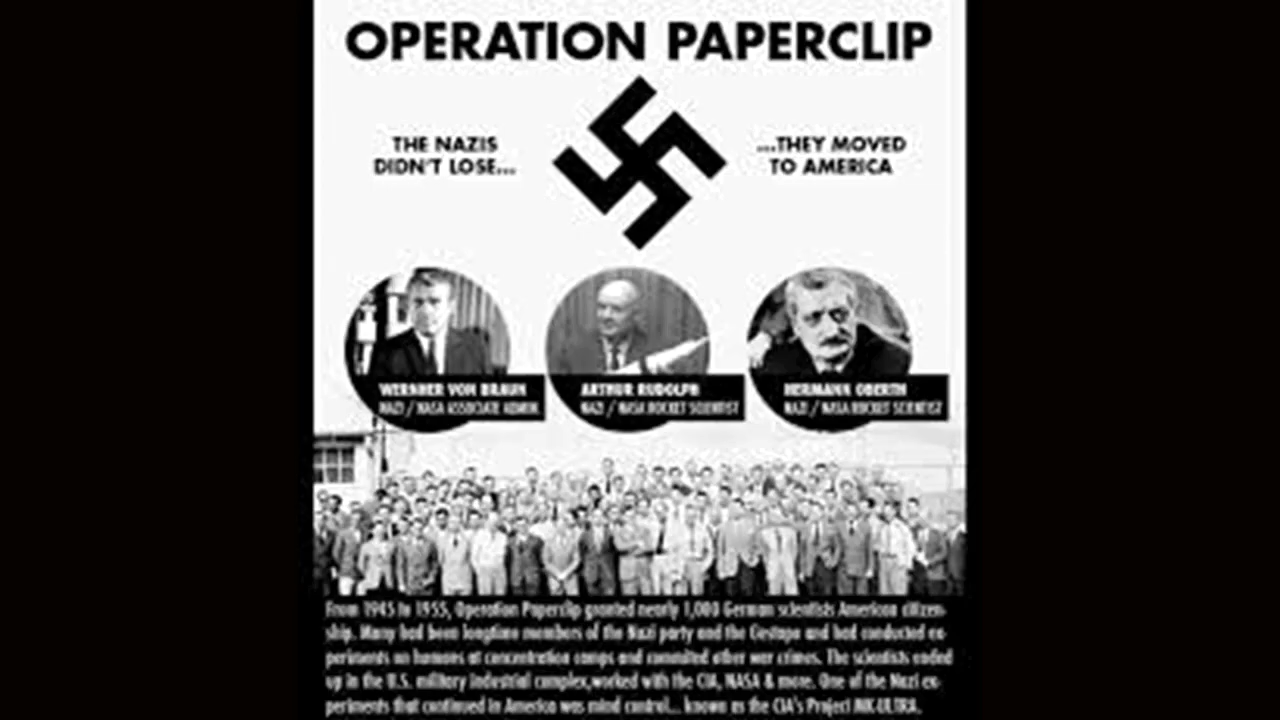 OPERATION PAPERCLIP
THE NAZIS
DIDN'T LOSE...
...THEY MOVED
TO AMERICA
WERNHER VON BRAUN
NAZI / NASA ASSOCIATE ADMIN.
ARTHUR RUDOLPH
NAZI / NASA ROCKET SCIENTIST
HERMANN OBERTH
NAZI / NASA ROCKET SCIENTIST
From 1945 to 1955, Operation Paperclip granted nearly 1,000 German scientists American citizen-
ship. Many had been longtime members of the Nazi party and the Gestapo and had conducted ex-
periments on humans at concentration camps and commited other war crimes. The scientists ended
up in the U.S. military industrial complex,worked with the CIA, NASA & more. One of the Nazi ex-
periments that continued in America was mind control... known as the CIA's Project MK-ULTRA.